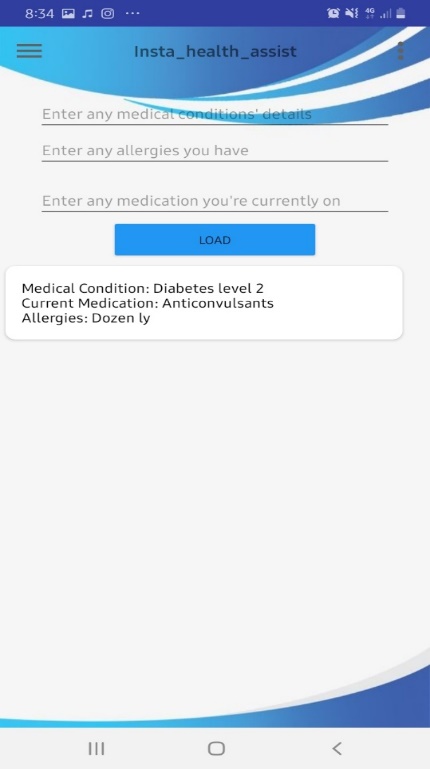 8:34
4G
Insta_health_assist
Enter any medical conditions' details
Enter any allergies you have
Enter any medication you're currently on
LOAD
Medical Condition: Diabetes level 2
Current Medication: Anticonvulsants
Allergies: Dozen ly